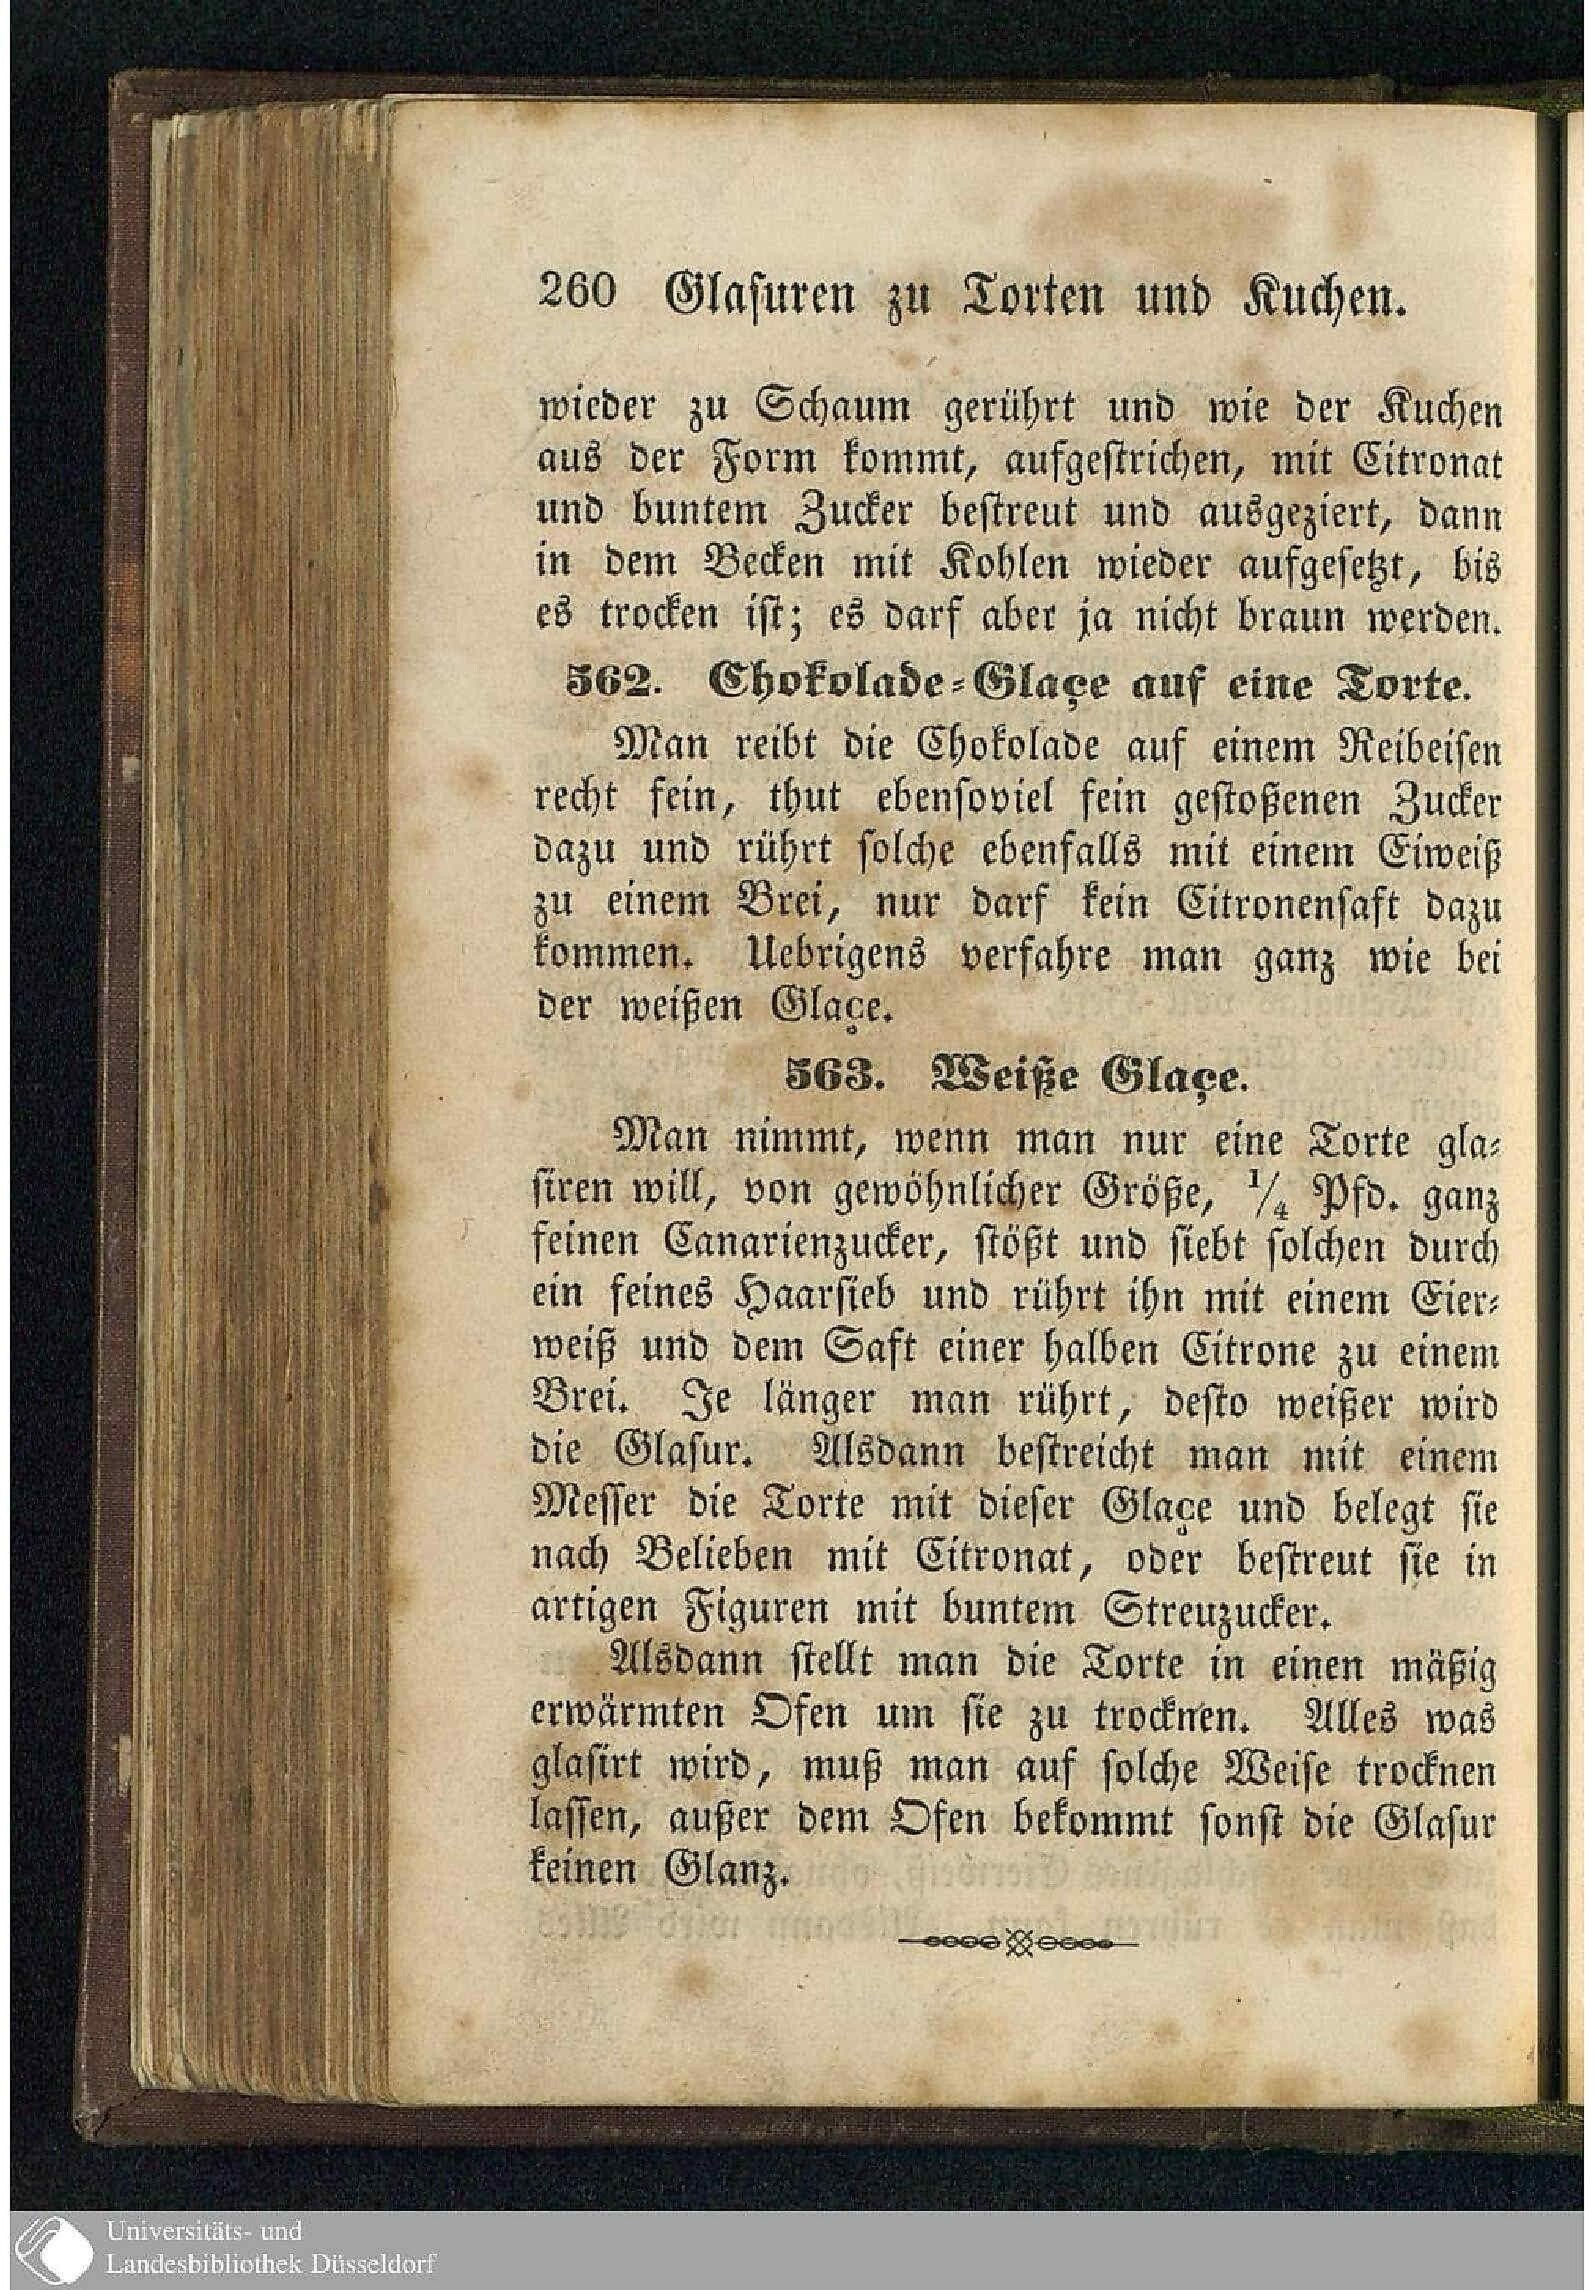 260 Glasuren zu Torten und Kuchen.
wieder zu Schaum gerührt und wie der Kuchen
aus der Form kommt, aufgestrichen, mit Citronat
und buntem Zucker bestreut und ausgeziert, dann
in dem Becken mit Kohlen wieder aufgesetzt, bis
es trocken ist; es darf aber ja nicht braun werden.
562. Chokolade-Glaçe auf eine Torte.
Man reibt die Chokolade auf einem Reibeisen
recht fein, thut ebensoviel fein gestoßenen Zucker
dazu und rührt solche ebenfalls mit einem Eiweiß
zu einem Brei, nur darf kein Citronensaft dazu
kommen. Uebrigens verfahre man ganz wie bei
der weißen Glaçe.
563. Weiße Glaçe.
Man nimmt, wenn man nur eine Torte gla-
siren will, von gewöhnlicher Größe, 1/4 Pfd. ganz
feinen Canarienzucker, stößt und siebt solchen durch
ein feines Haarsieb und rührt ihn mit einem Eier-
weiß und dem Saft einer halben Citrone zu einem
Brei. Je länger man rührt, desto weißer wird
die Glasur. Alsdann bestreicht man mit einem
Messer die Torte mit dieser Glaçe und belegt sie
nach Belieben mit Citronat, oder bestreut sie in
artigen Figuren mit buntem Streuzucker.
Alsdann stellt man die Torte in einen mäßig
erwärmten Ofen um sie zu trocknen. Alles was
glasirt wird, muß man auf solche Weise trocknen
lassen, außer dem Ofen bekommt sonst die Glasur
keinen Glanz.
Universitäts- und
Landesbibliothek Düsseldorf